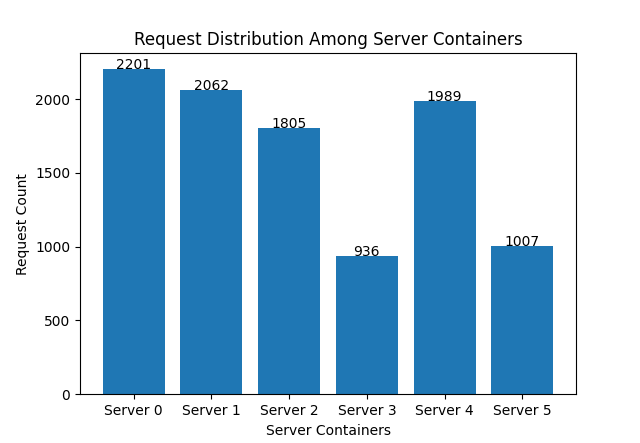 Request Distribution Among Server Containers
2201
2062
1805
936
1989
1007
2000
1500
1000
500
0
Request Count
Server 0
Server 1
Server 2
Server 3
Server 4
Server 5
Server Containers